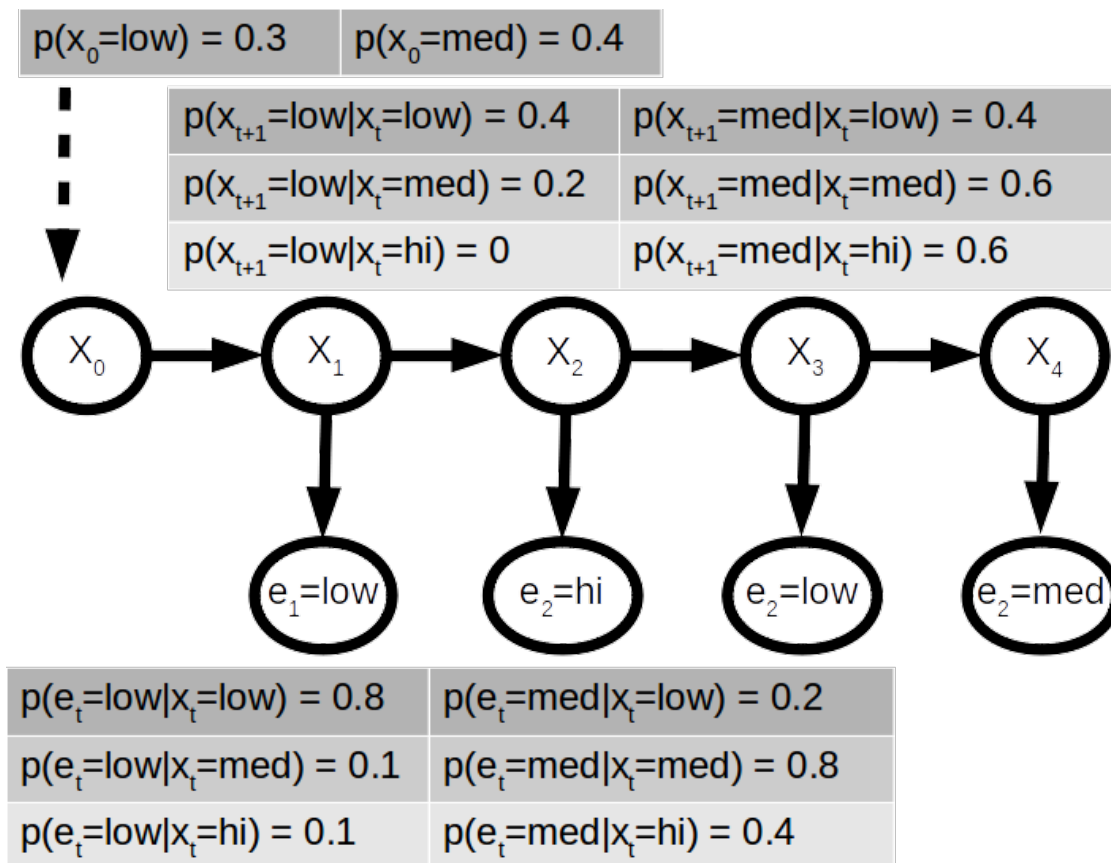 p(x₀=low) = 0.3 p(x₀=med) = 0.4
p(xₜ₊₁=low|xₜ=low) = 0.4 p(xₜ₊₁=med|xₜ=low) = 0.4
p(xₜ₊₁=low|xₜ=med) = 0.2 p(xₜ₊₁=med|xₜ=med) = 0.6
p(xₜ₊₁=low|xₜ=hi) = 0 p(xₜ₊₁=med|xₜ=hi) = 0.6
X₀ X₁ X₂ X₃ X₄
e₁=low e₂=hi e₂=low e₂=med
p(eₜ=low|xₜ=low) = 0.8 p(eₜ=med|xₜ=low) = 0.2
p(eₜ=low|xₜ=med) = 0.1 p(eₜ=med|xₜ=med) = 0.8
p(eₜ=low|xₜ=hi) = 0.1 p(eₜ=med|xₜ=hi) = 0.4